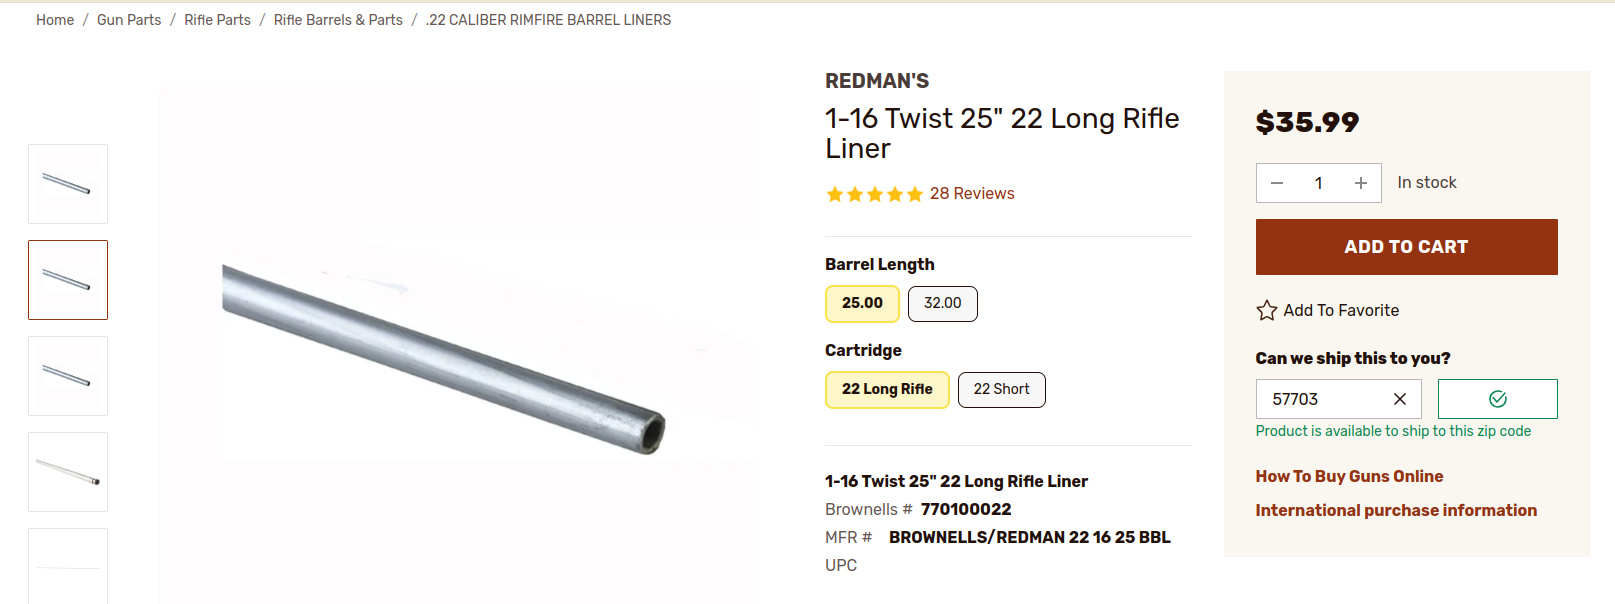 Home / Gun Parts / Rifle Parts / Rifle Barrels & Parts / .22 CALIBER RIMFIRE BARREL LINERS
REDMAN'S
1-16 Twist 25" 22 Long Rifle
Liner
28 Reviews
Barrel Length
25.00 32.00
Cartridge
22 Long Rifle 22 Short
1-16 Twist 25" 22 Long Rifle Liner
Brownells # 770100022
MFR # BROWNELLS/REDMAN 22 16 25 BBL
UPC
$35.99
− 1 + In stock
ADD TO CART
Add To Favorite
Can we ship this to you?
57703
Product is available to ship to this zip code
How To Buy Guns Online
International purchase information